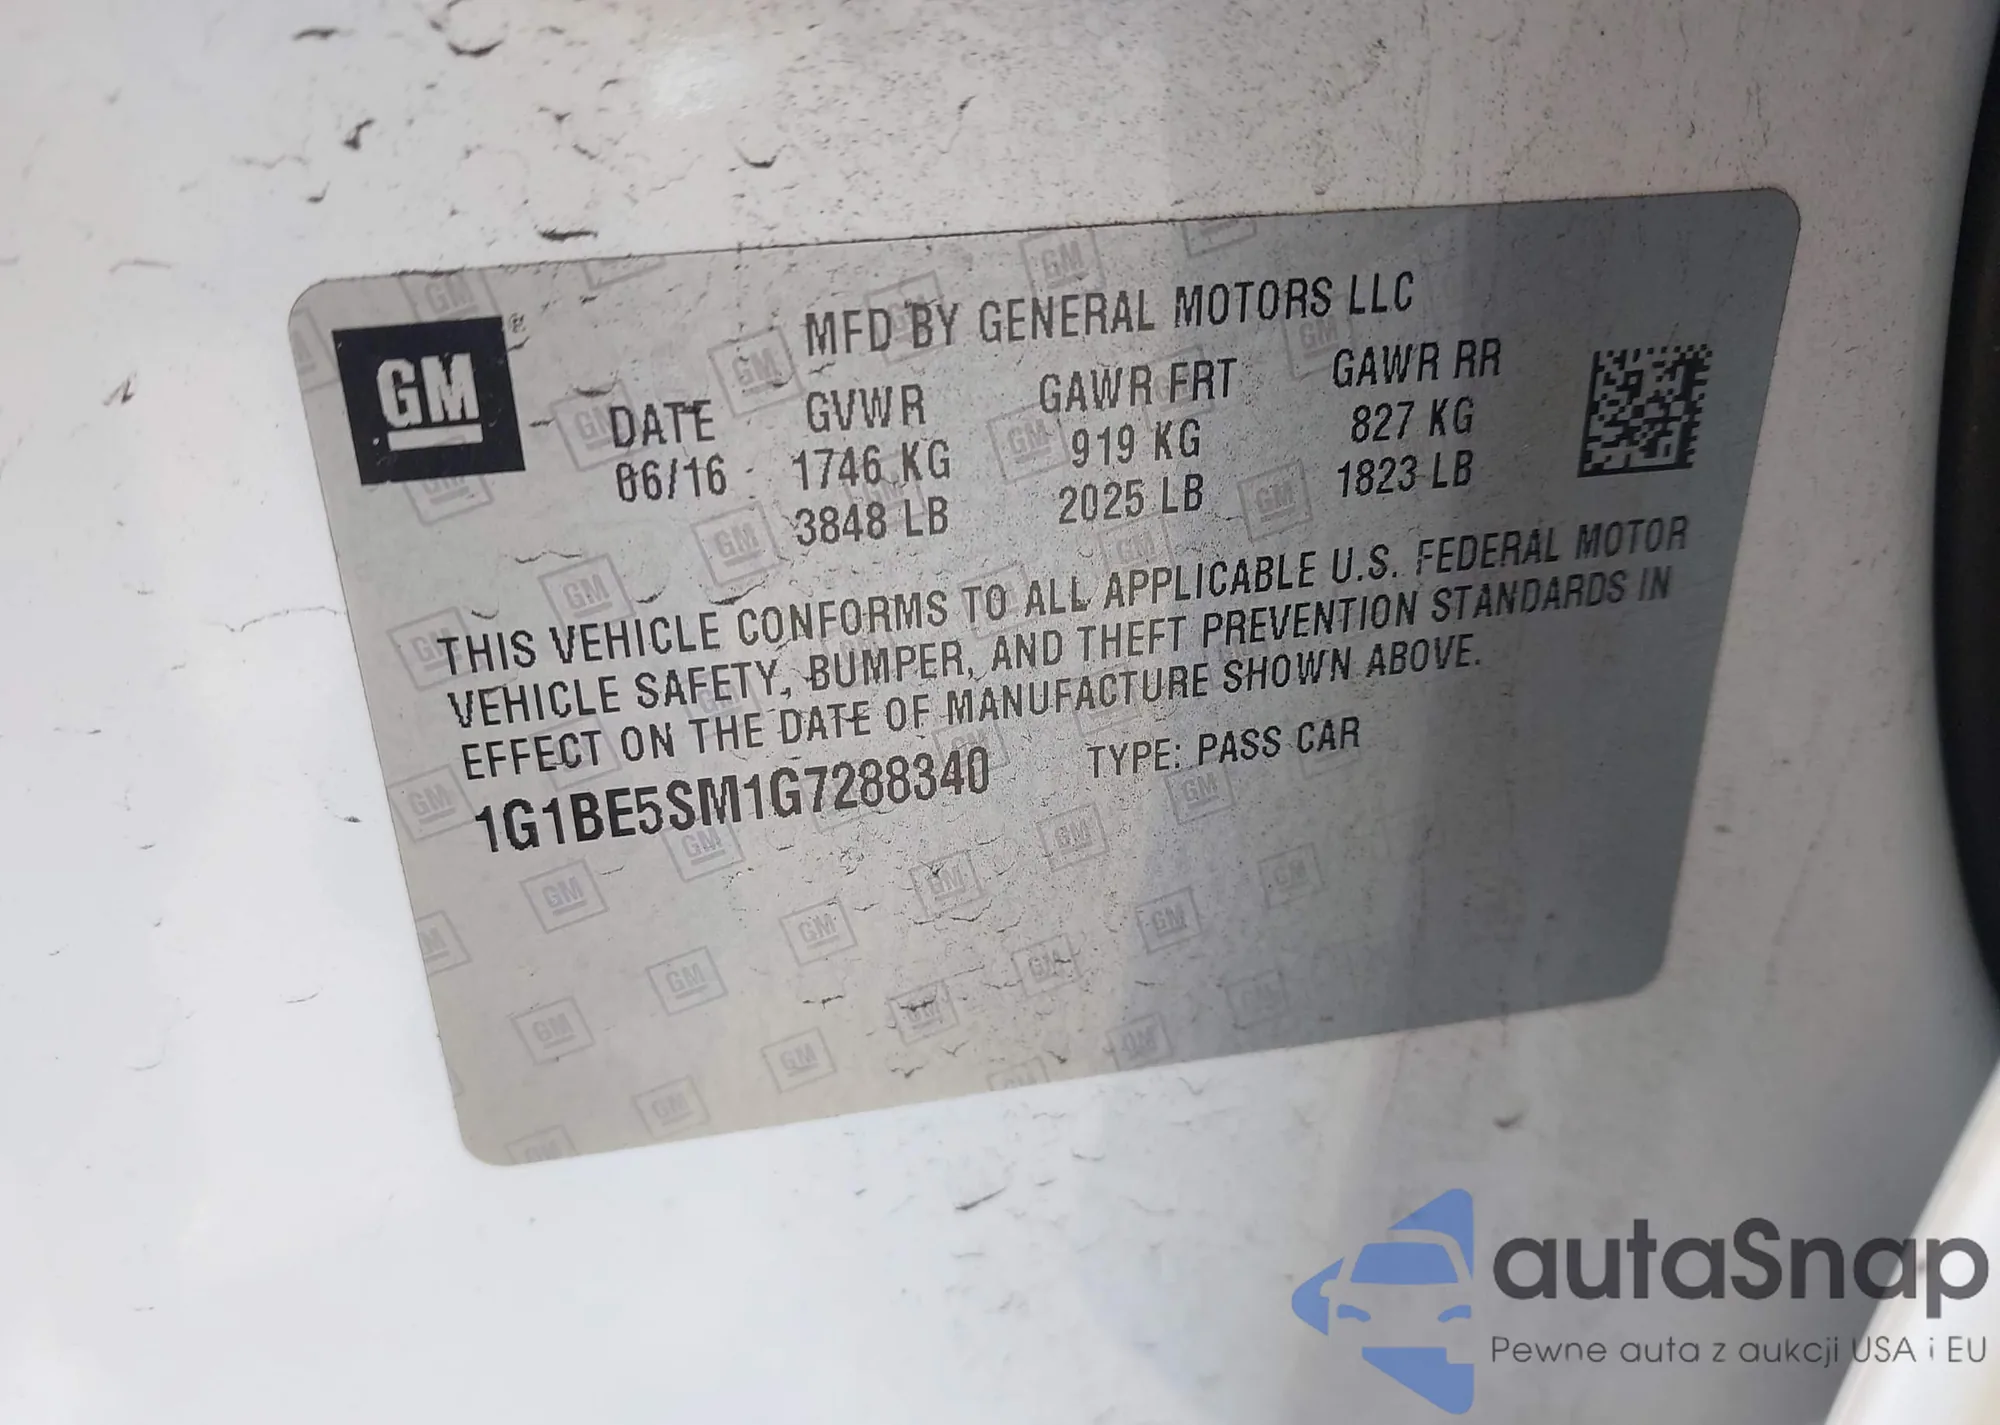 GM
MFD BY GENERAL MOTORS LLC
DATE GVWR GAWR FRT GAWR RR
06/16 1746 KG 919 KG 827 KG
3848 LB 2025 LB 1823 LB
THIS VEHICLE CONFORMS TO ALL APPLICABLE U.S. FEDERAL MOTOR
VEHICLE SAFETY, BUMPER, AND THEFT PREVENTION STANDARDS IN
EFFECT ON THE DATE OF MANUFACTURE SHOWN ABOVE.
1G1BE5SM1G7288340 TYPE: PASS CAR
autaSnap
Pewne auta z aukcji USA i EU